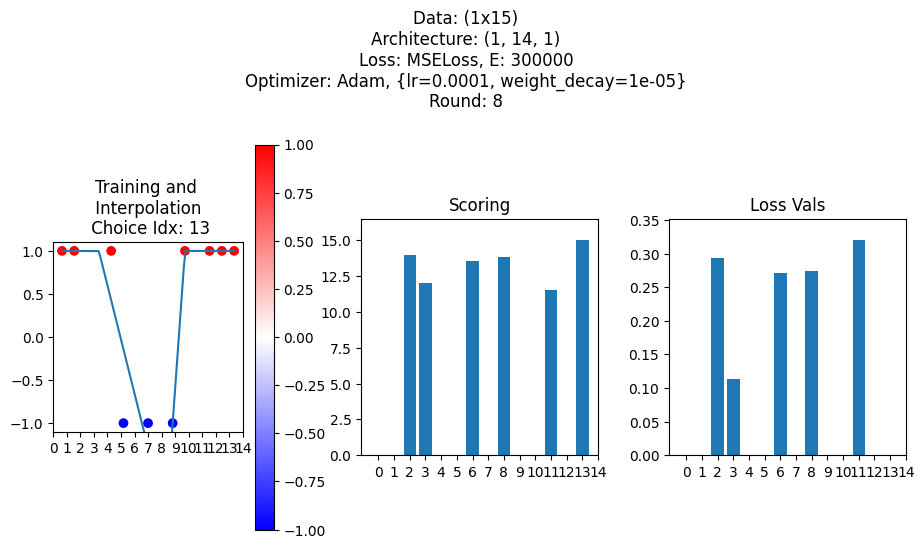 Data: (1x15)
Architecture: (1, 14, 1)
Loss: MSELoss, E: 300000
Optimizer: Adam, {lr=0.0001, weight_decay=1e-05}
Round: 8
Training and
Interpolation
Choice Idx: 13
1.0
0.5
0.0
−0.5
−1.0
0 1 2 3 4 5 6 7 8 9 10 11 12 13 14
1.00
0.75
0.50
0.25
0.00
−0.25
−0.50
−0.75
−1.00
Scoring
15.0
12.5
10.0
7.5
5.0
2.5
0.0
0 1 2 3 4 5 6 7 8 9 10 11 12 13 14
Loss Vals
0.35
0.30
0.25
0.20
0.15
0.10
0.05
0.00
0 1 2 3 4 5 6 7 8 9 10 11 12 13 14